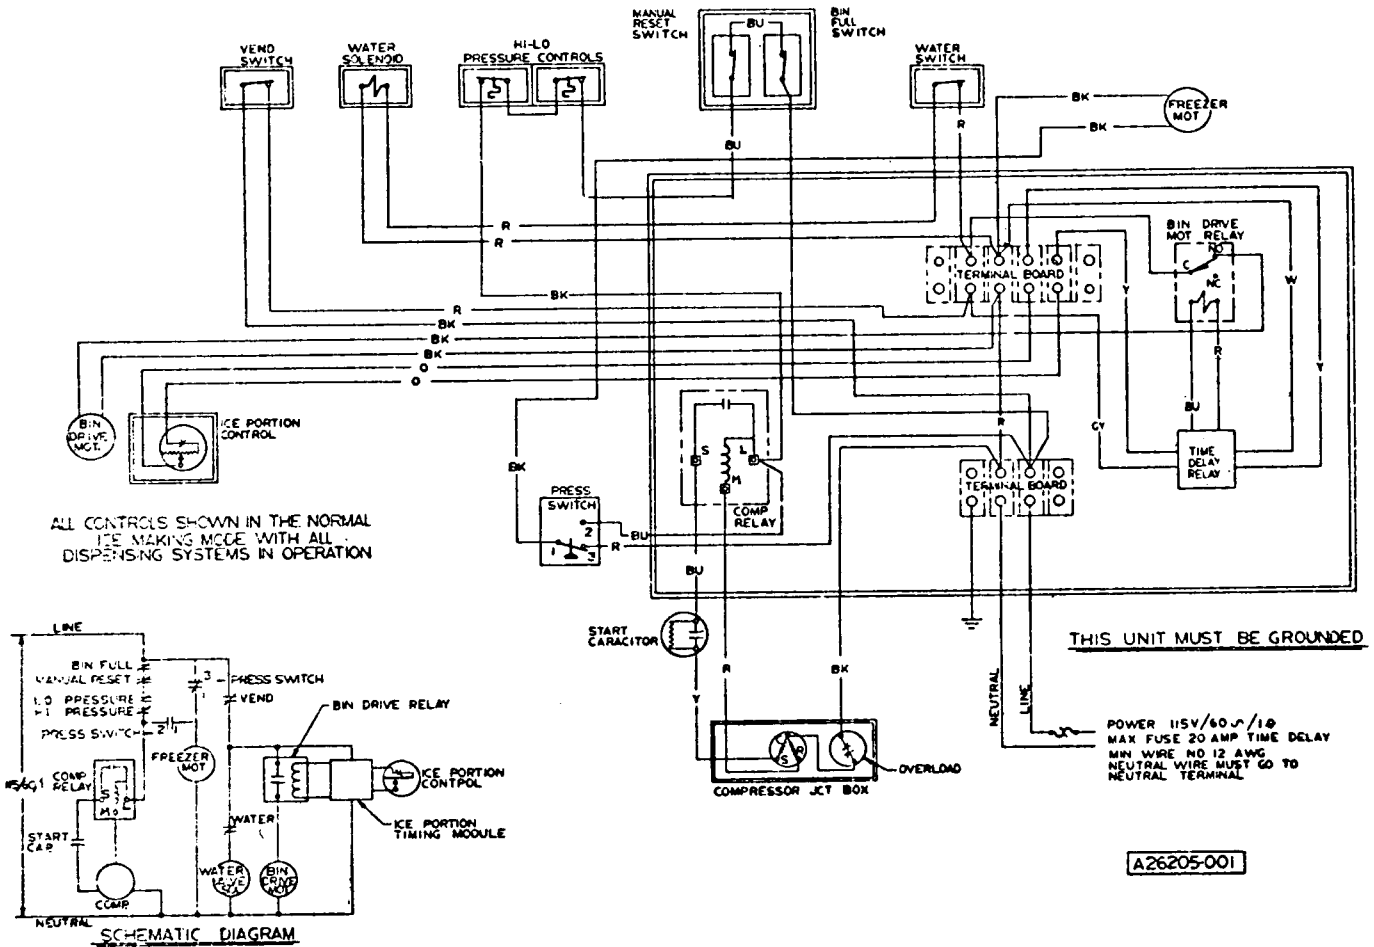 MANUAL
RESET
SWITCH
BU
BIN
FULL
SWITCH
VEND
SWITCH
WATER
SOLENOID
HI-LO
PRESSURE CONTROLS
WATER
SWITCH
BK
FREEZER
MOT
BK
R
BU
R
R
BIN DRIVE
MOT RELAY
NO
C
NC
TERMINAL BOARD
Y
W
BK
R
BK
BK
BK
R
Y
O
O
BU
BIN
DRIVE
MOT.
ICE PORTION
CONTROL
S
L
M
COMP
RELAY
R
GY
TIME
DELAY
RELAY
TERMINAL BOARD
BK
PRESS
SWITCH
2
1
3
BU
R
ALL CONTROLS SHOWN IN THE NORMAL
ICE MAKING MODE WITH ALL
DISPENSING SYSTEMS IN OPERATION
BU
START
CARACITOR
R
BK
Y
THIS UNIT MUST BE GROUNDED
NEUTRAL
LINE
POWER 115V/60∿/1Φ
MAX FUSE 20 AMP TIME DELAY
MIN WIRE NO 12 AWG
NEUTRAL WIRE MUST GO TO
NEUTRAL TERMINAL
C
S
R
OVERLOAD
COMPRESSOR JCT BOX
A26205-001
LINE
BIN FULL
MANUAL RESET
LO PRESSURE
HI PRESSURE
PRESS SWITCH
2
1
3
1
PRESS SWITCH
VEND
BIN DRIVE RELAY
FREEZER
MOT
COMP
RELAY
S
L
M
ICE PORTION
CONTPOL
ICE PORTION
TIMING MODULE
WATER
START
CAP
COMP
WATER
BIN
DRIVE
MOT
NEUTRAL
SCHEMATIC DIAGRAM